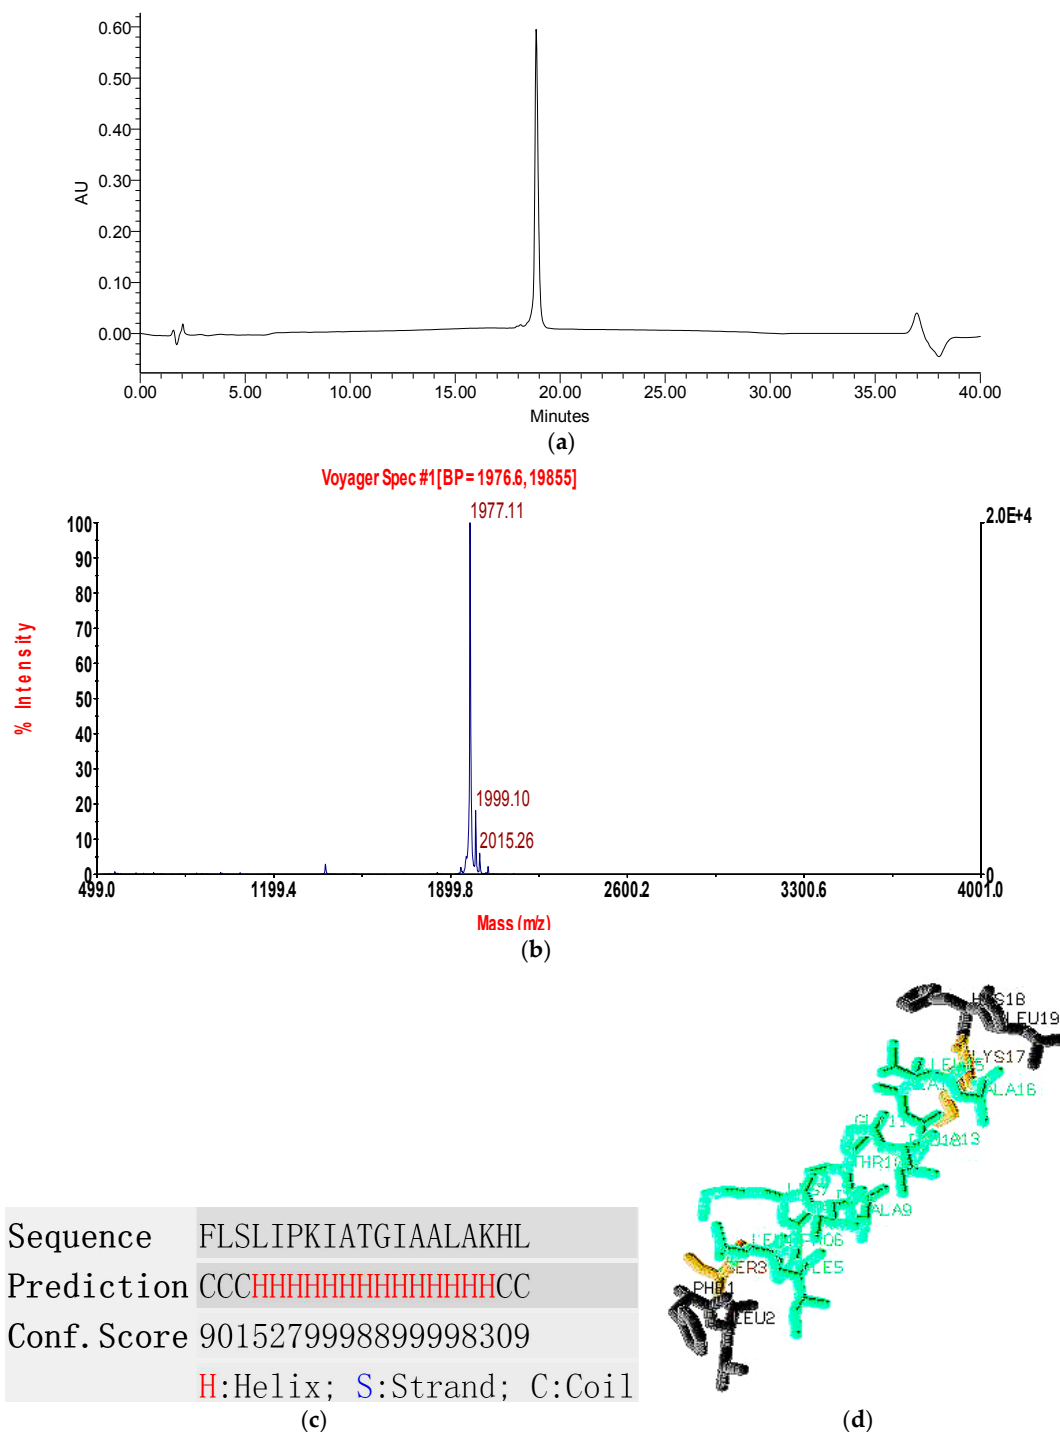 0.60
0.50
0.40
0.30
0.20
0.10
0.00
AU
0.00 5.00 10.00 15.00 20.00 25.00 30.00 35.00 40.00
Minutes
(a)
Voyager Spec #1[BP = 1976.6, 19855]
1977.11
100
90
80
70
60
50
40
30
20
10
0
% Intensity
2.0E+4
1999.10
2015.26
0
499.0 1199.4 1899.8 2600.2 3300.6 4001.0
Mass (m/z)
(b)
LEU19
LYS17
ALA16
THR10
ALA9
SER3
PHE1
LEU2
Sequence FLSLIPKIATGIAALAKHL
Prediction CCCHHHHHHHHHHHHHHCC
Conf. Score 9015279998899998309
H:Helix; S:Strand; C:Coil
(c)
(d)